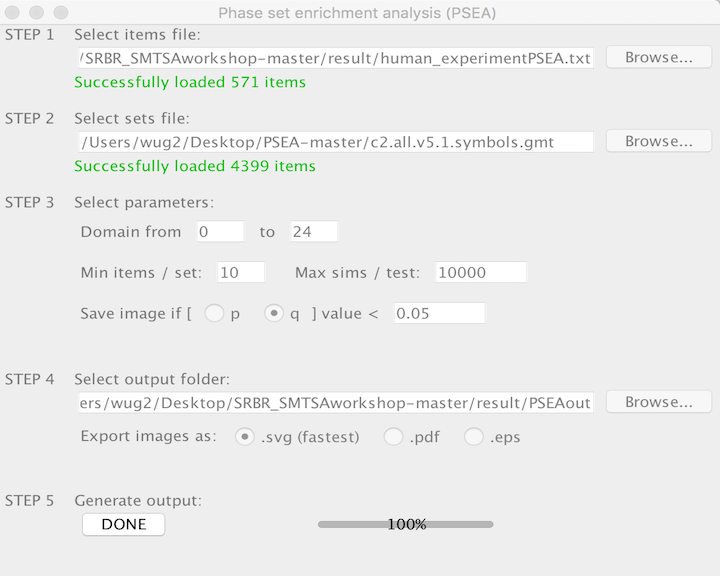 Phase set enrichment analysis (PSEA)
STEP 1 Select items file:
/SRBR_SMTSAworkshop-master/result/human_experimentPSEA.txt Browse...
Successfully loaded 571 items
STEP 2 Select sets file:
/Users/wug2/Desktop/PSEA-master/c2.all.v5.1.symbols.gmt Browse...
Successfully loaded 4399 items
STEP 3 Select parameters:
Domain from 0 to 24
Min items / set: 10 Max sims / test: 10000
Save image if [ p q ] value < 0.05
STEP 4 Select output folder:
ers/wug2/Desktop/SRBR_SMTSAworkshop-master/result/PSEAout Browse...
Export images as: .svg (fastest) .pdf .eps
STEP 5 Generate output:
DONE 100%